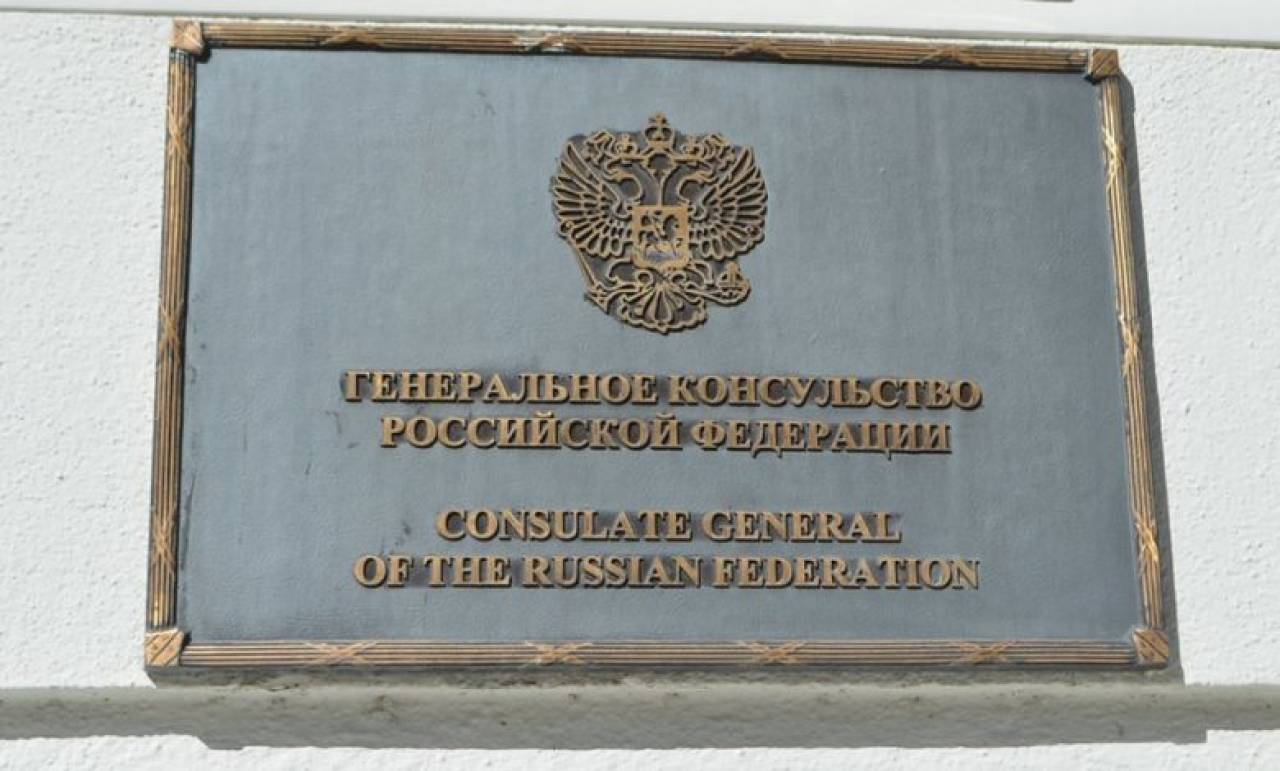 ГЕНЕРАЛЬНОЕ КОНСУЛЬСТВО
РОССИЙСКОЙ ФЕДЕРАЦИИ
CONSULATE GENERAL
OF THE RUSSIAN FEDERATION